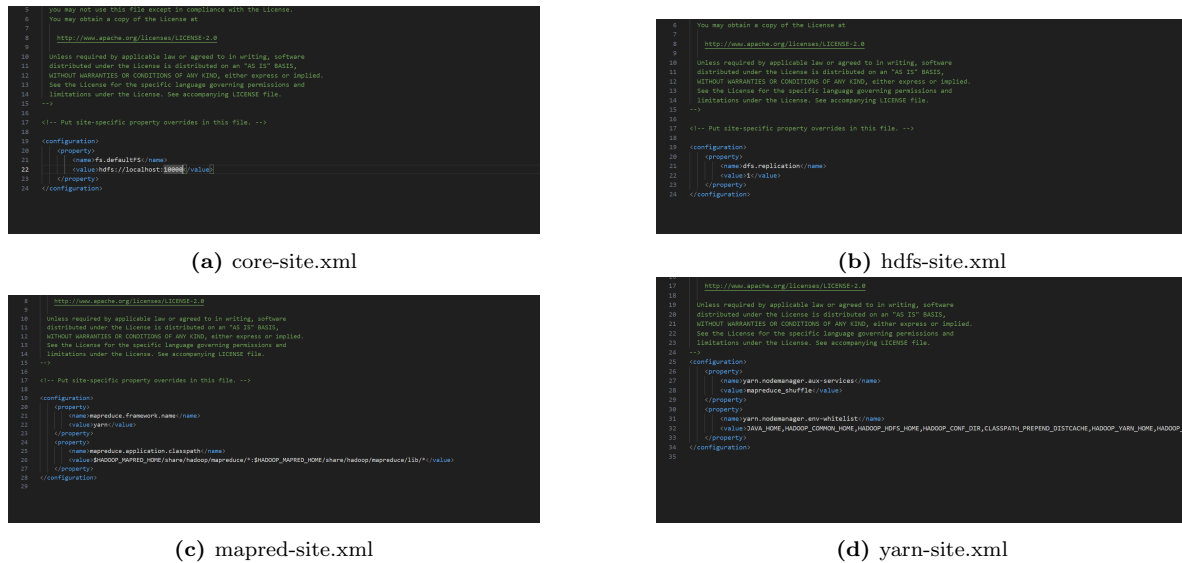 5 you may not use this file except in compliance with the License.
6 You may obtain a copy of the License at
7
8 http://www.apache.org/licenses/LICENSE-2.0
9
10 Unless required by applicable law or agreed to in writing, software
11 distributed under the License is distributed on an "AS IS" BASIS,
12 WITHOUT WARRANTIES OR CONDITIONS OF ANY KIND, either express or implied.
13 See the License for the specific language governing permissions and
14 limitations under the License. See accompanying LICENSE file.
15 -->
16
17 <!-- Put site-specific property overrides in this file. -->
18
19 <configuration>
20 <property>
21 <name>fs.defaultFS</name>
22 <value>hdfs://localhost:10000</value>
23 </property>
24 </configuration>
(a) core-site.xml
6 You may obtain a copy of the License at
7
8 http://www.apache.org/licenses/LICENSE-2.0
9
10 Unless required by applicable law or agreed to in writing, software
11 distributed under the License is distributed on an "AS IS" BASIS,
12 WITHOUT WARRANTIES OR CONDITIONS OF ANY KIND, either express or implied.
13 See the License for the specific language governing permissions and
14 limitations under the License. See accompanying LICENSE file.
15 -->
16
17 <!-- Put site-specific property overrides in this file. -->
18
19 <configuration>
20 <property>
21 <name>dfs.replication</name>
22 <value>1</value>
23 </property>
24 </configuration>
(b) hdfs-site.xml
8 http://www.apache.org/licenses/LICENSE-2.0
9
10 Unless required by applicable law or agreed to in writing, software
11 distributed under the License is distributed on an "AS IS" BASIS,
12 WITHOUT WARRANTIES OR CONDITIONS OF ANY KIND, either express or implied.
13 See the License for the specific language governing permissions and
14 limitations under the License. See accompanying LICENSE file.
15 -->
16
17 <!-- Put site-specific property overrides in this file. -->
18
19 <configuration>
20 <property>
21 <name>mapreduce.framework.name</name>
22 <value>yarn</value>
23 </property>
24 <property>
25 <name>mapreduce.application.classpath</name>
26 <value>$HADOOP_MAPRED_HOME/share/hadoop/mapreduce/*:$HADOOP_MAPRED_HOME/share/hadoop/mapreduce/lib/*</value>
27 </property>
28 </configuration>
29
(c) mapred-site.xml
17 http://www.apache.org/licenses/LICENSE-2.0
18
19 Unless required by applicable law or agreed to in writing, software
20 distributed under the License is distributed on an "AS IS" BASIS,
21 WITHOUT WARRANTIES OR CONDITIONS OF ANY KIND, either express or implied.
22 See the License for the specific language governing permissions and
23 limitations under the License. See accompanying LICENSE file.
24 -->
25 <configuration>
26 <property>
27 <name>yarn.nodemanager.aux-services</name>
28 <value>mapreduce_shuffle</value>
29 </property>
30 <property>
31 <name>yarn.nodemanager.env-whitelist</name>
32 <value>JAVA_HOME,HADOOP_COMMON_HOME,HADOOP_HDFS_HOME,HADOOP_CONF_DIR,CLASSPATH_PREPEND_DISTCACHE,HADOOP_YARN_HOME,HADOOP_
33 </property>
34 </configuration>
35
(d) yarn-site.xml